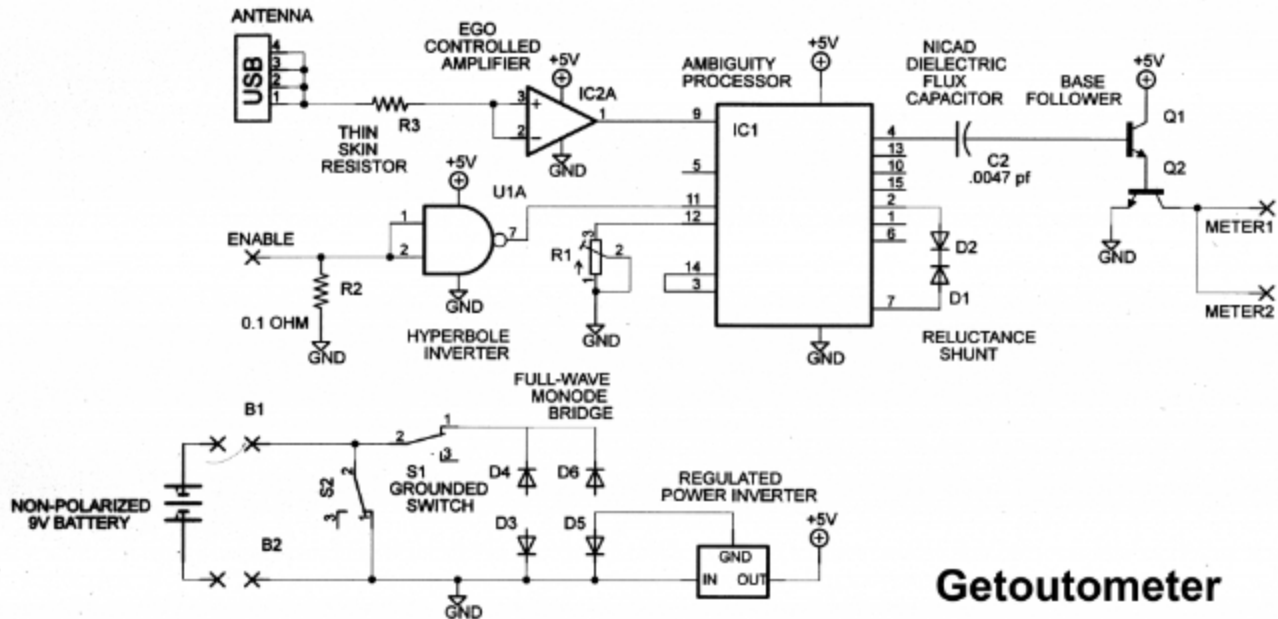 ANTENNA
4
3
2
1
USB
R3
THIN
SKIN
RESISTOR
EGO
CONTROLLED
AMPLIFIER
+5V
IC2A
3
+
2
−
1
GND
AMBIGUITY
PROCESSOR
+5V
IC1
9
5
11
12
14
3
4
13
10
15
2
1
6
7
GND
NICAD
DIELECTRIC
FLUX
CAPACITOR
C2
.0047 pf
BASE
FOLLOWER
+5V
Q1
Q2
GND
METER1
METER2
D2
D1
RELUCTANCE
SHUNT
+5V
U1A
1
2
7
GND
HYPERBOLE
INVERTER
ENABLE
R2
0.1 OHM
GND
R1
3
2
1
GND
FULL-WAVE
MONODE
BRIDGE
B1
B2
NON-POLARIZED
9V BATTERY
S2
2
3
1
2
1
3
S1
GROUNDED
SWITCH
D4
D6
D3
D5
GND
REGULATED
POWER INVERTER
+5V
GND
IN
OUT
Getoutometer